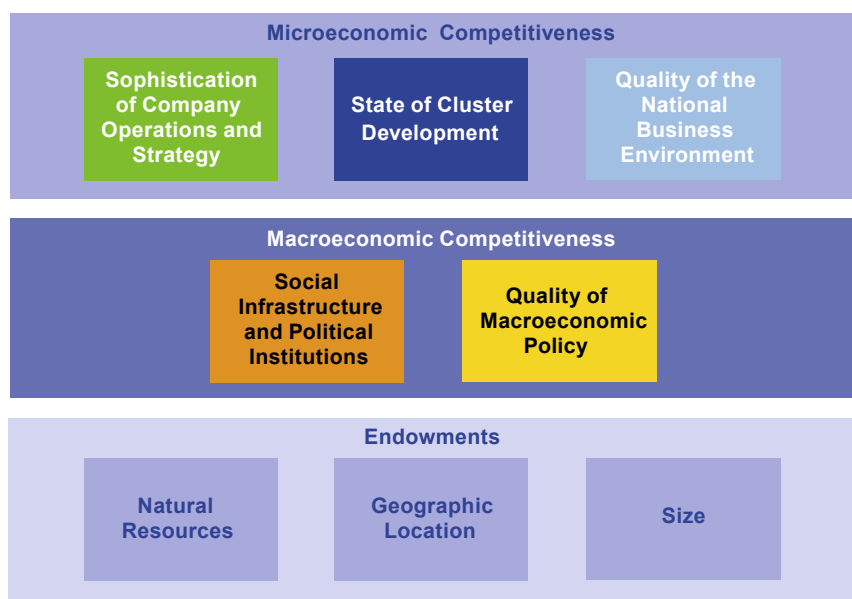 Microeconomic Competitiveness
Sophistication
of Company
Operations and
Strategy
State of Cluster
Development
Quality of the
National
Business
Environment
Macroeconomic Competitiveness
Social
Infrastructure
and Political
Institutions
Quality of
Macroeconomic
Policy
Endowments
Natural
Resources
Geographic
Location
Size